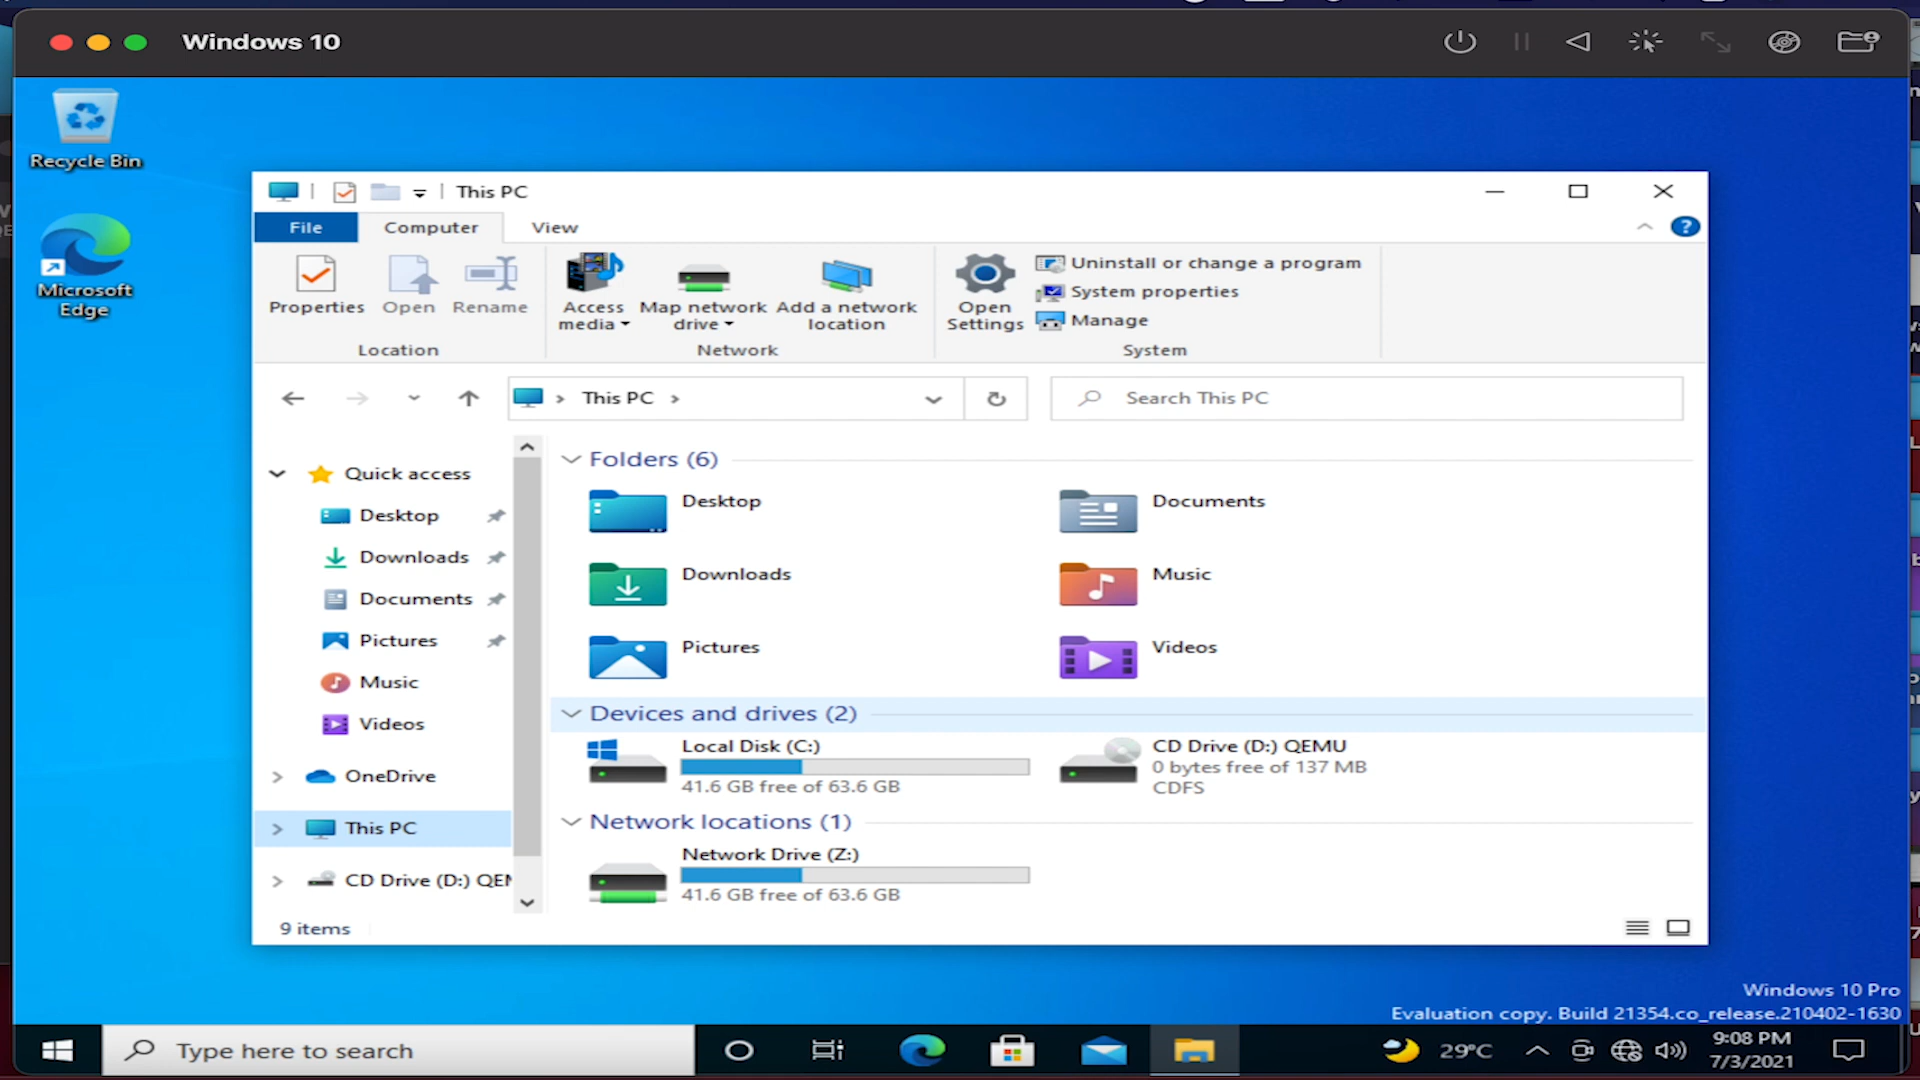 Windows 10
Recycle Bin
Microsoft
Edge
This PC
File
Computer
View
Properties
Open
Rename
Access
media
Map network
drive
Add a network
location
Open
Settings
Uninstall or change a program
System properties
Manage
Location
Network
System
This PC
Search This PC
Quick access
Desktop
Downloads
Documents
Pictures
Music
Videos
OneDrive
This PC
CD Drive (D:) QEM
Folders (6)
Desktop
Documents
Downloads
Music
Pictures
Videos
Devices and drives (2)
Local Disk (C:)
41.6 GB free of 63.6 GB
CD Drive (D:) QEMU
0 bytes free of 137 MB
CDFS
Network locations (1)
Network Drive (Z:)
41.6 GB free of 63.6 GB
9 items
Windows 10 Pro
Evaluation copy. Build 21354.co_release.210402-1630
Type here to search
29°C
9:08 PM
7/3/2021